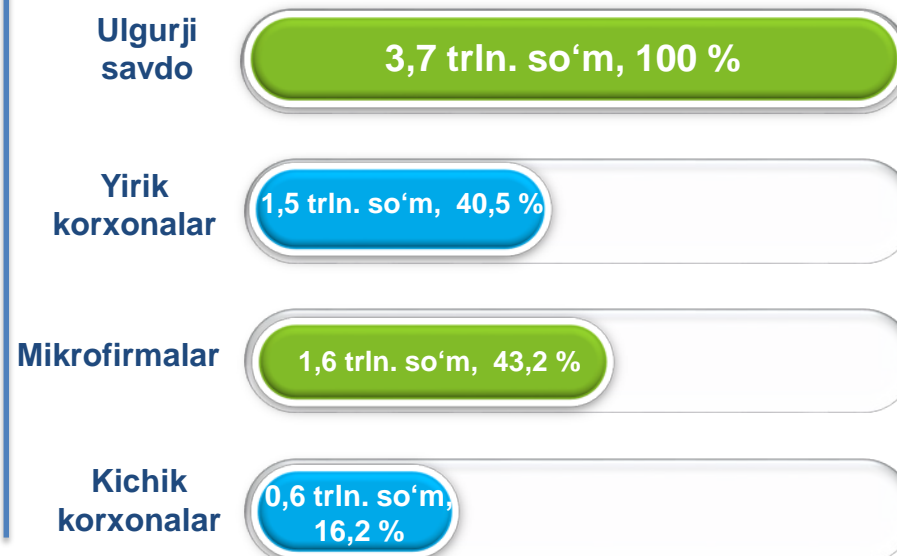 Ulgurji
savdo
3,7 trln. so‘m, 100 %
Yirik
korxonalar
1,5 trln. so‘m, 40,5 %
Mikrofirmalar
1,6 trln. so‘m, 43,2 %
Kichik
korxonalar
0,6 trln. so‘m,
16,2 %